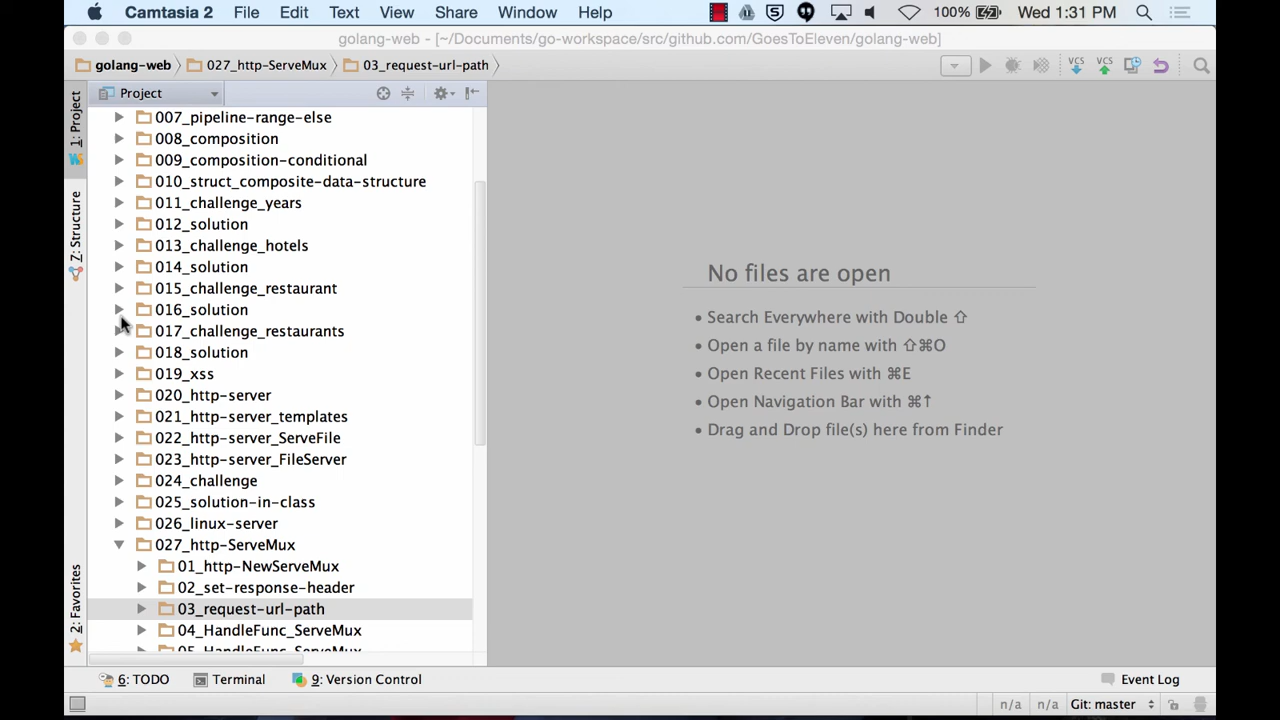 Camtasia 2 File Edit Text View Share Window Help 5 100% Wed 1:31 PM
golang-web - [~/Documents/go-workspace/src/github.com/GoesToEleven/golang-web]
golang-web 027_http-ServeMux 03_request-url-path
VCS VCS
Project
1: Project
7: Structure
2: Favorites
007_pipeline-range-else
008_composition
009_composition-conditional
010_struct_composite-data-structure
011_challenge_years
012_solution
013_challenge_hotels
014_solution
015_challenge_restaurant
016_solution
017_challenge_restaurants
018_solution
019_xss
020_http-server
021_http-server_templates
022_http-server_ServeFile
023_http-server_FileServer
024_challenge
025_solution-in-class
026_linux-server
027_http-ServeMux
01_http-NewServeMux
02_set-response-header
03_request-url-path
04_HandleFunc_ServeMux
05_HandleFunc_ServeMux
No files are open
• Search Everywhere with Double ⇧
• Open a file by name with ⇧⌘O
• Open Recent Files with ⌘E
• Open Navigation Bar with ⌘↑
• Drag and Drop file(s) here from Finder
6: TODO Terminal 9: Version Control Event Log
n/a n/a Git: master